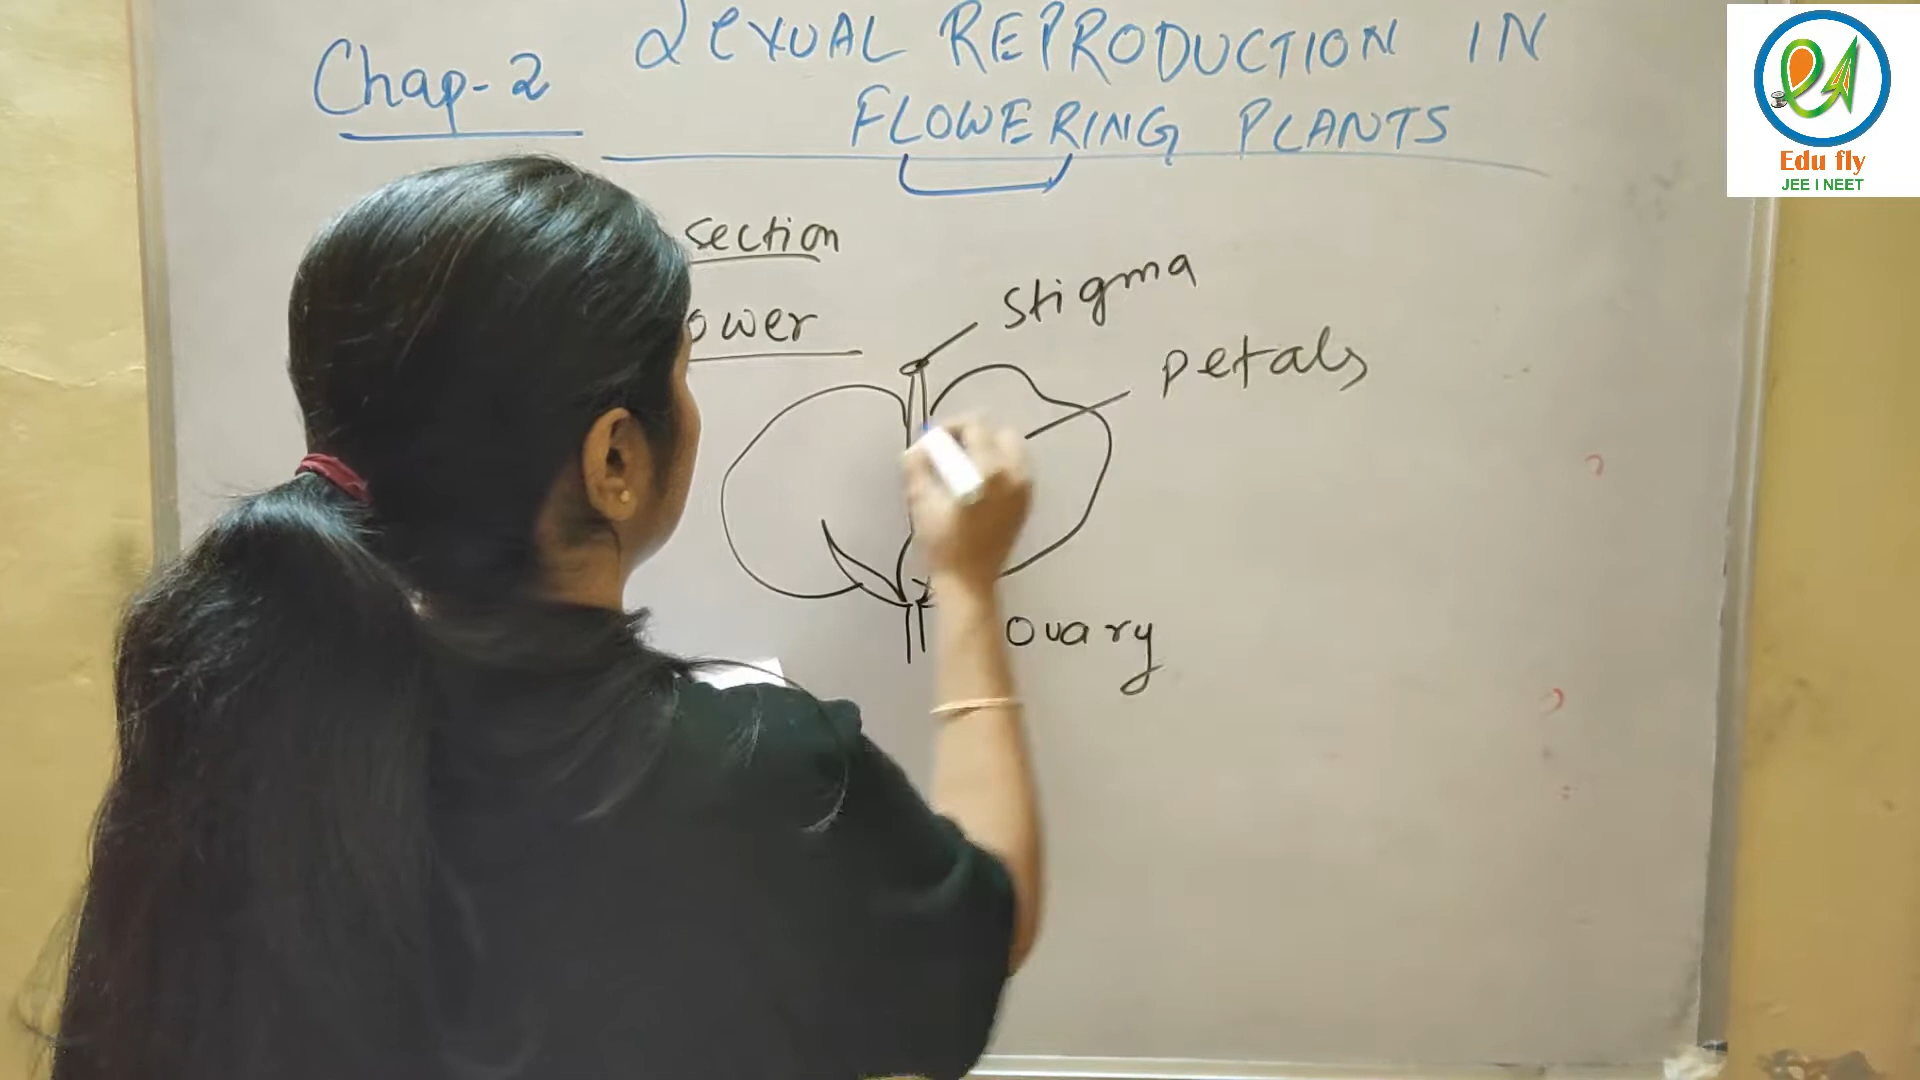 Chap-2 SEXUAL REPRODUCTION IN
FLOWERING PLANTS
section
ower
stigma
petals
ovary
Edu fly
JEE I NEET